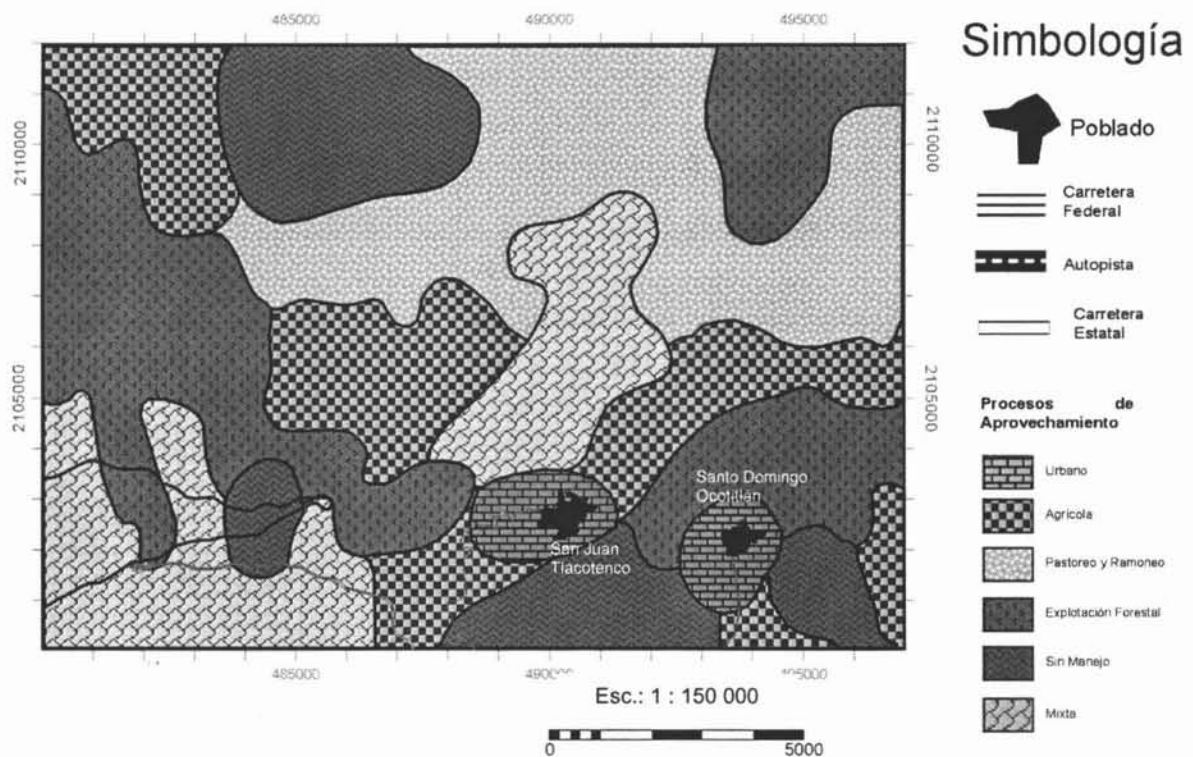 485000
490000
495000
2110000
2105000
Santo Domingo
Ocotitlán
San Juan
Tlacotenco
2110000
2105000
485000
490000
495000
Esc.: 1 : 150 000
0
5000
Simbología
Poblado
Carretera
Federal
Autopista
Carretera
Estatal
Procesos de
Aprovechamiento
Urbano
Agrícola
Pastoreo y Ramoneo
Explotación Forestal
Sin Manejo
Mixta